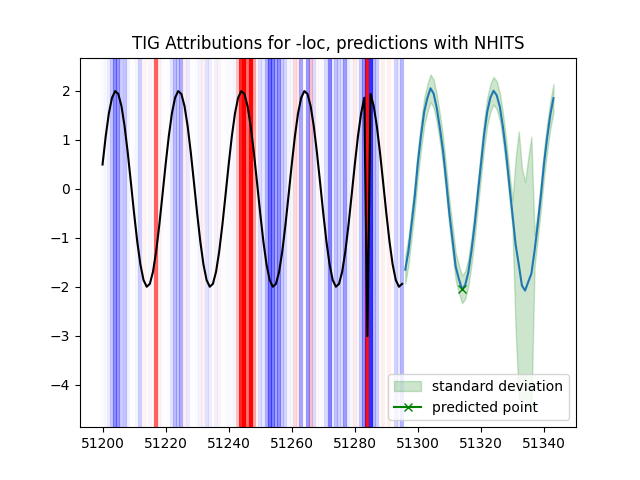 TIG Attributions for -loc, predictions with NHITS
2
1
0
−1
−2
−3
−4
standard deviation
predicted point
51200 51220 51240 51260 51280 51300 51320 51340